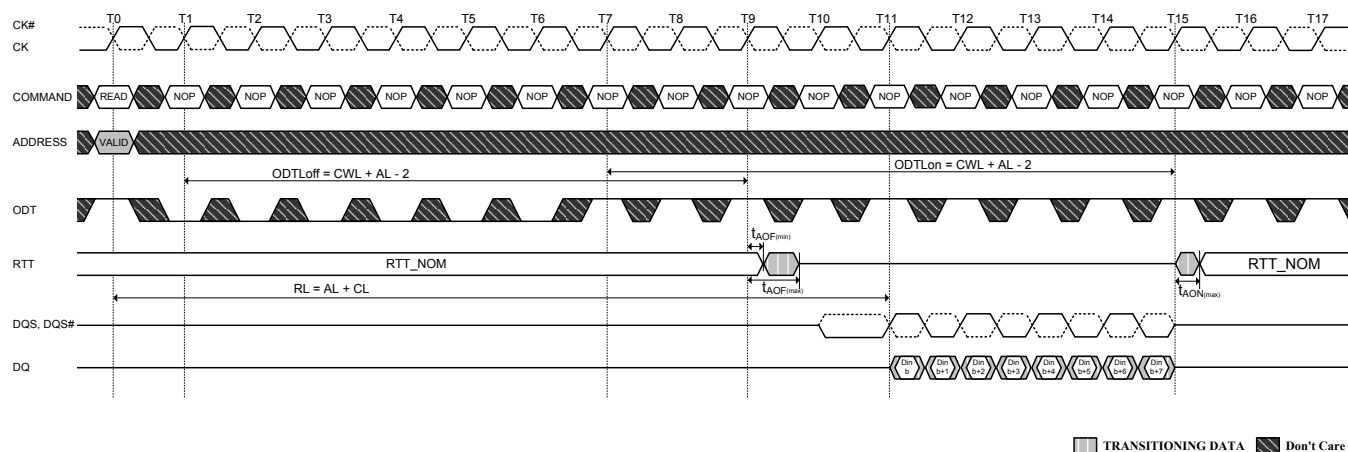 CK# T0 T1 T2 T3 T4 T5 T6 T7 T8 T9 T10 T11 T12 T13 T14 T15 T16 T17
CK
COMMAND READ NOP NOP NOP NOP NOP NOP NOP NOP NOP NOP NOP NOP NOP NOP NOP NOP NOP
ADDRESS VALID
ODTLoff = CWL + AL - 2 ODTLon = CWL + AL - 2
ODT
tAOF(min)
RTT RTT_NOM RTT_NOM
tAOF(max) tAON(max)
RL = AL + CL
DQS, DQS#
DQ Din b Din b+1 Din b+2 Din b+3 Din b+4 Din b+5 Din b+6 Din b+7
TRANSITIONING DATA Don't Care